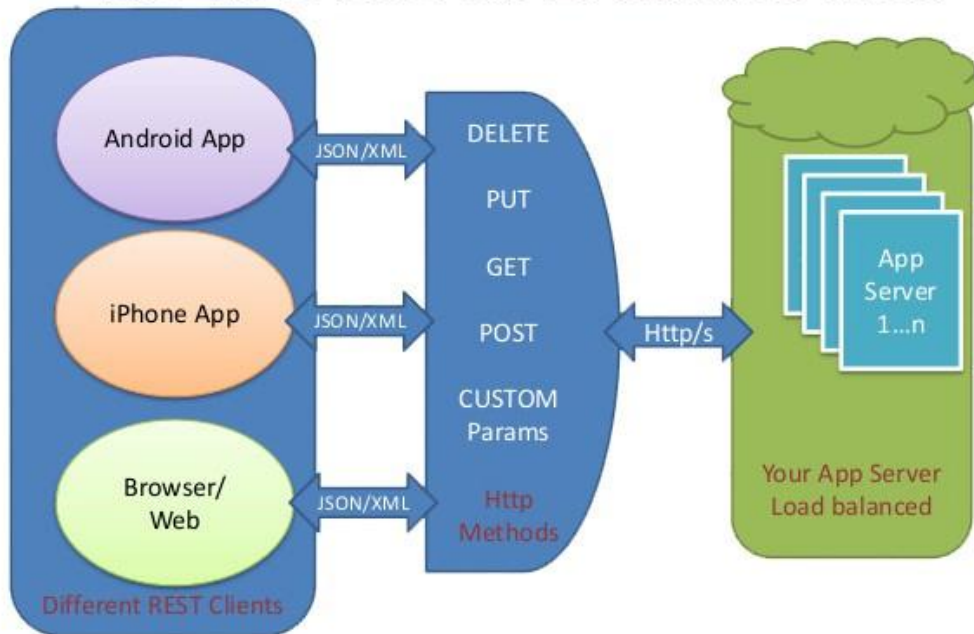 Android App
JSON/XML
iPhone App
JSON/XML
Browser/
Web
JSON/XML
Different REST Clients
DELETE
PUT
GET
POST
CUSTOM
Params
Http
Methods
Http/s
App
Server
1...n
Your App Server
Load balanced